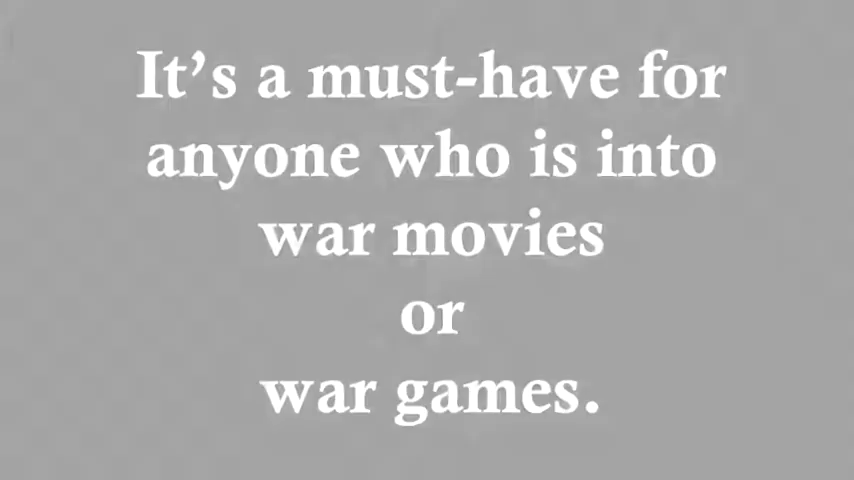 It’s a must-have for
anyone who is into
war movies
or
war games.